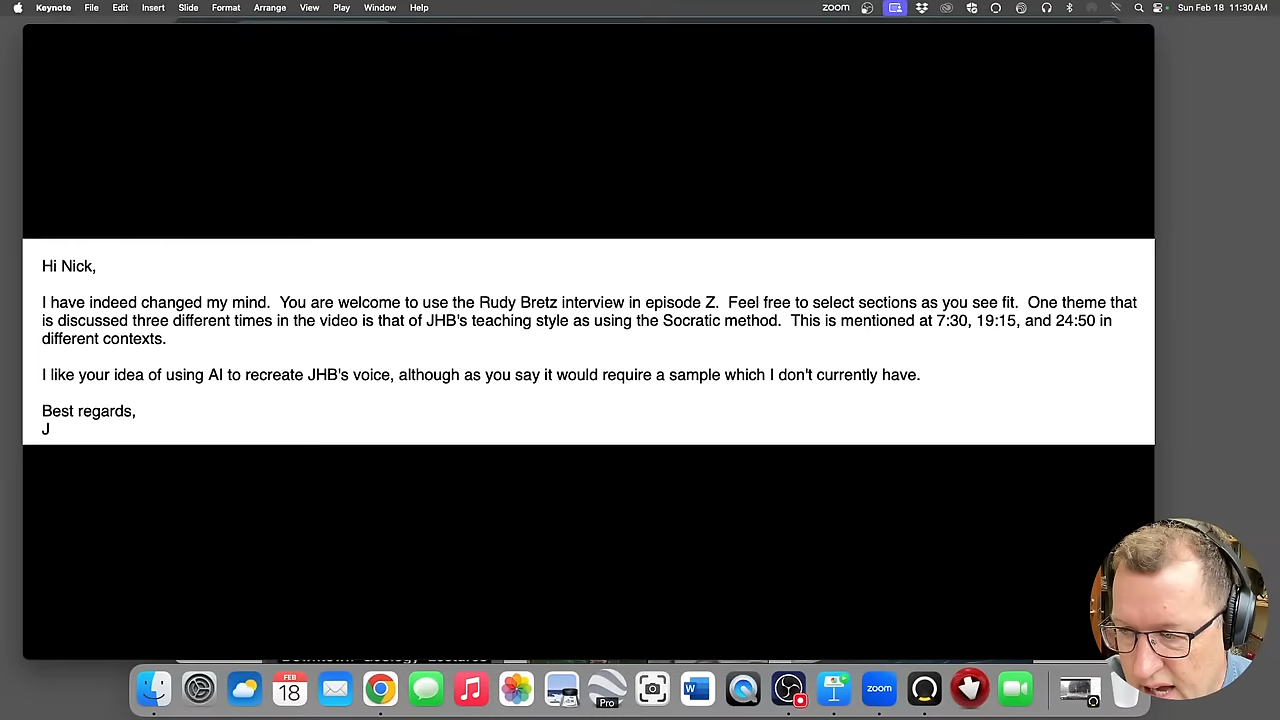 Keynote File Edit Insert Slide Format Arrange View Play Window Help zoom Sun Feb 18 11:30 AM
Hi Nick,
I have indeed changed my mind.  You are welcome to use the Rudy Bretz interview in episode Z.  Feel free to select sections as you see fit.  One theme that
is discussed three different times in the video is that of JHB's teaching style as using the Socratic method.  This is mentioned at 7:30, 19:15, and 24:50 in
different contexts.
I like your idea of using AI to recreate JHB's voice, although as you say it would require a sample which I don't currently have.
Best regards,
J
Downtown Geology Lectures
FEB
18
Pro
zoom